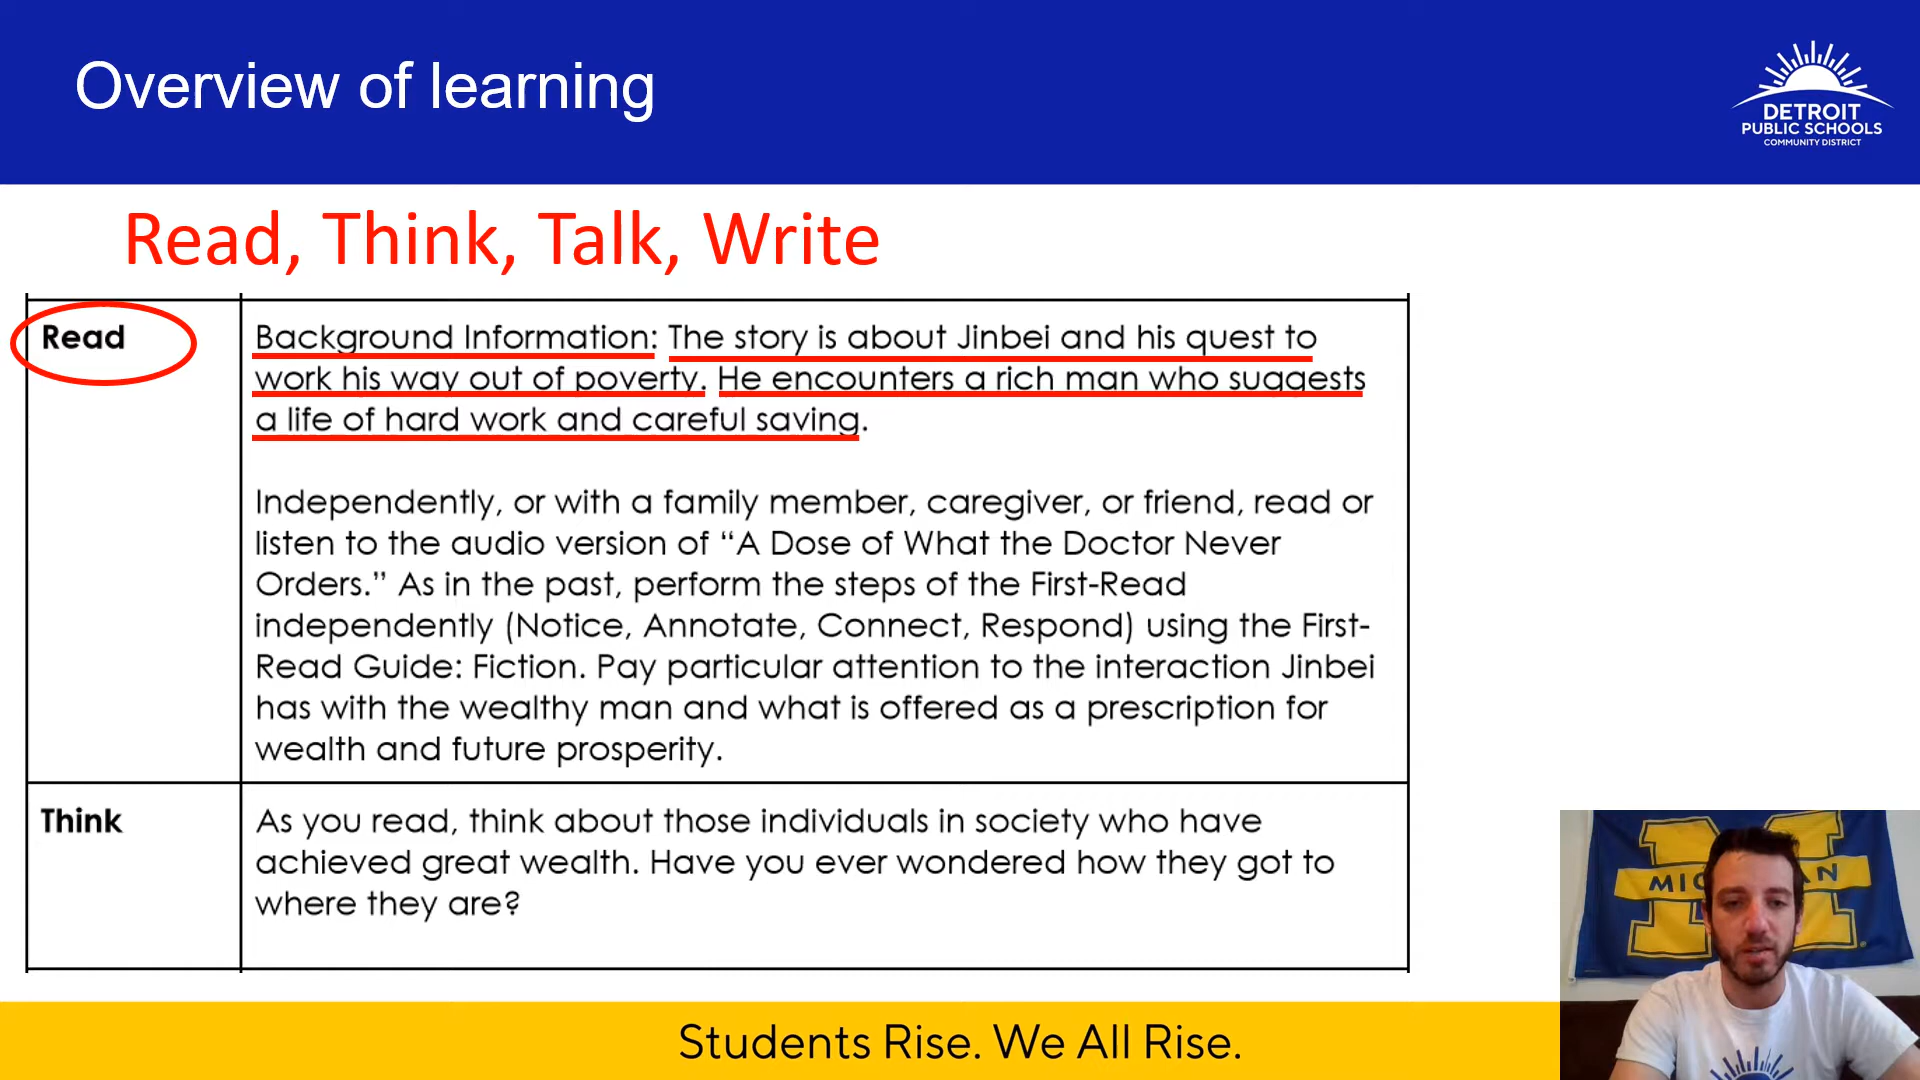 Overview of learning
DETROIT
PUBLIC SCHOOLS
COMMUNITY DISTRICT
Read, Think, Talk, Write
Read
Background Information: The story is about Jinbei and his quest to
work his way out of poverty. He encounters a rich man who suggests
a life of hard work and careful saving.
Independently, or with a family member, caregiver, or friend, read or
listen to the audio version of “A Dose of What the Doctor Never
Orders.” As in the past, perform the steps of the First-Read
independently (Notice, Annotate, Connect, Respond) using the First-
Read Guide: Fiction. Pay particular attention to the interaction Jinbei
has with the wealthy man and what is offered as a prescription for
wealth and future prosperity.
Think
As you read, think about those individuals in society who have
achieved great wealth. Have you ever wondered how they got to
where they are?
Students Rise. We All Rise.